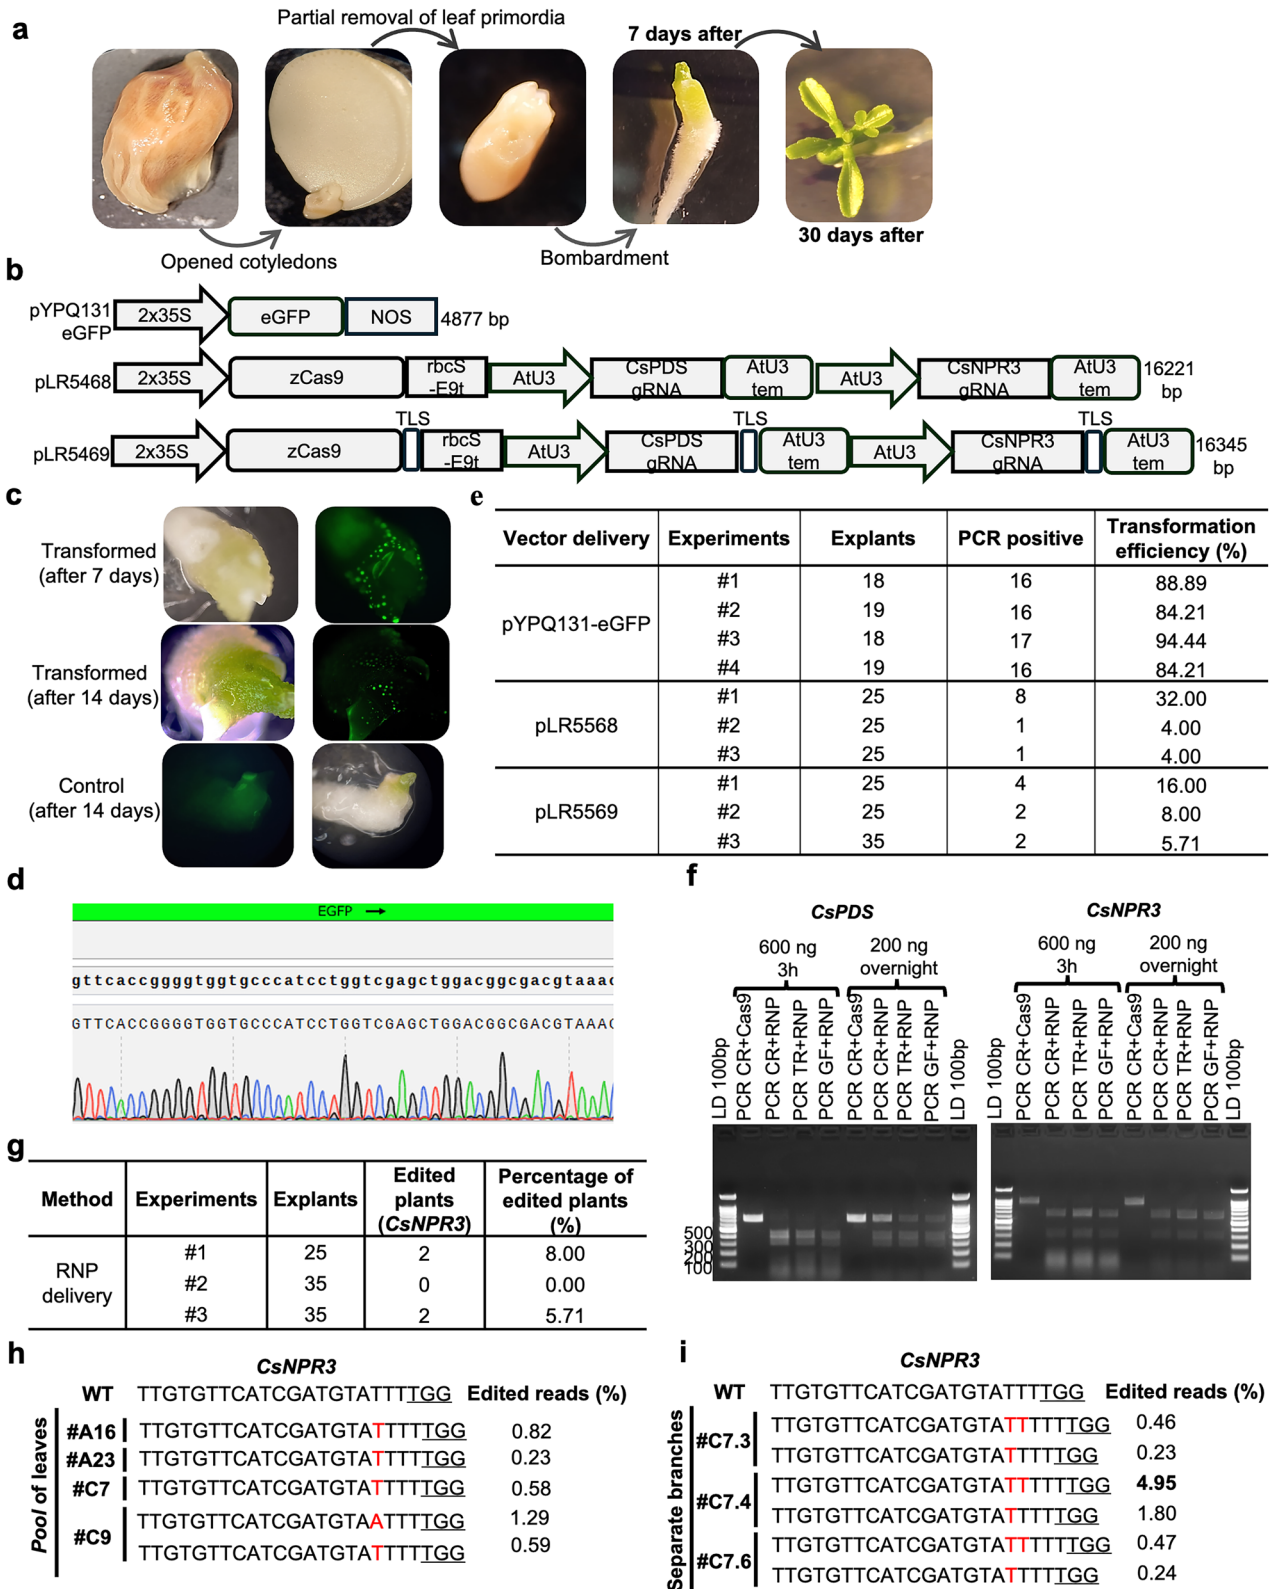 a
Partial removal of leaf primordia
7 days after
30 days after
Opened cotyledons
Bombardment
b
pYPQ131
eGFP
2x35S
eGFP
NOS
4877 bp
pLR5468
2x35S
zCas9
rbcS
-E9t
AtU3
CsPDS
gRNA
AtU3
tem
AtU3
CsNPR3
gRNA
AtU3
tem
16221
bp
TLS
TLS
TLS
pLR5469
2x35S
zCas9
rbcS
-E9t
AtU3
CsPDS
gRNA
AtU3
tem
AtU3
CsNPR3
gRNA
AtU3
tem
16345
bp
c
Transformed
(after 7 days)
Transformed
(after 14 days)
Control
(after 14 days)
e
Vector delivery Experiments Explants PCR positive Transformation efficiency (%)
pYPQ131-eGFP
#1 18 16 88.89
#2 19 16 84.21
#3 18 17 94.44
#4 19 16 84.21
pLR5568
#1 25 8 32.00
#2 25 1 4.00
#3 25 1 4.00
pLR5569
#1 25 4 16.00
#2 25 2 8.00
#3 35 2 5.71
d
EGFP
gttcaccggggtggtgcccatcctggtcgagctggacggcgacgtaaac
GTTCACCGGGGTGGTGCCCATCCTGGTCGAGCTGGACGGCGACGTAAAC
f
CsPDS
CsNPR3
600 ng
3h
200 ng
overnight
600 ng
3h
200 ng
overnight
LD 100bp
PCR CR+Cas9
PCR CR+RNP
PCR TR+RNP
PCR GF+RNP
PCR CR+Cas9
PCR CR+RNP
PCR TR+RNP
PCR GF+RNP
LD 100bp
LD 100bp
PCR CR+Cas9
PCR CR+RNP
PCR TR+RNP
PCR GF+RNP
PCR CR+Cas9
PCR CR+RNP
PCR TR+RNP
PCR GF+RNP
LD 100bp
500
300
200
100
g
Method Experiments Explants Edited plants (CsNPR3) Percentage of edited plants (%)
RNP
delivery
#1 25 2 8.00
#2 35 0 0.00
#3 35 2 5.71
h
CsNPR3
WT TTGTGTTCATCGATGTATTTTGG Edited reads (%)
Pool of leaves
#A16 TTGTGTTCATCGATGTATTTTTGG 0.82
#A23 TTGTGTTCATCGATGTATTTTTGG 0.23
#C7 TTGTGTTCATCGATGTATTTTTGG 0.58
#C9
TTGTGTTCATCGATGTAATTTTGG 1.29
TTGTGTTCATCGATGTATTTTTGG 0.59
i
CsNPR3
WT TTGTGTTCATCGATGTATTTTGG Edited reads (%)
Separate branches
#C7.3
TTGTGTTCATCGATGTATTTTTTGG 0.46
TTGTGTTCATCGATGTATTTTTGG 0.23
#C7.4
TTGTGTTCATCGATGTATTTTTTGG 4.95
TTGTGTTCATCGATGTATTTTTGG 1.80
#C7.6
TTGTGTTCATCGATGTATTTTTTGG 0.47
TTGTGTTCATCGATGTATTTTTGG 0.24